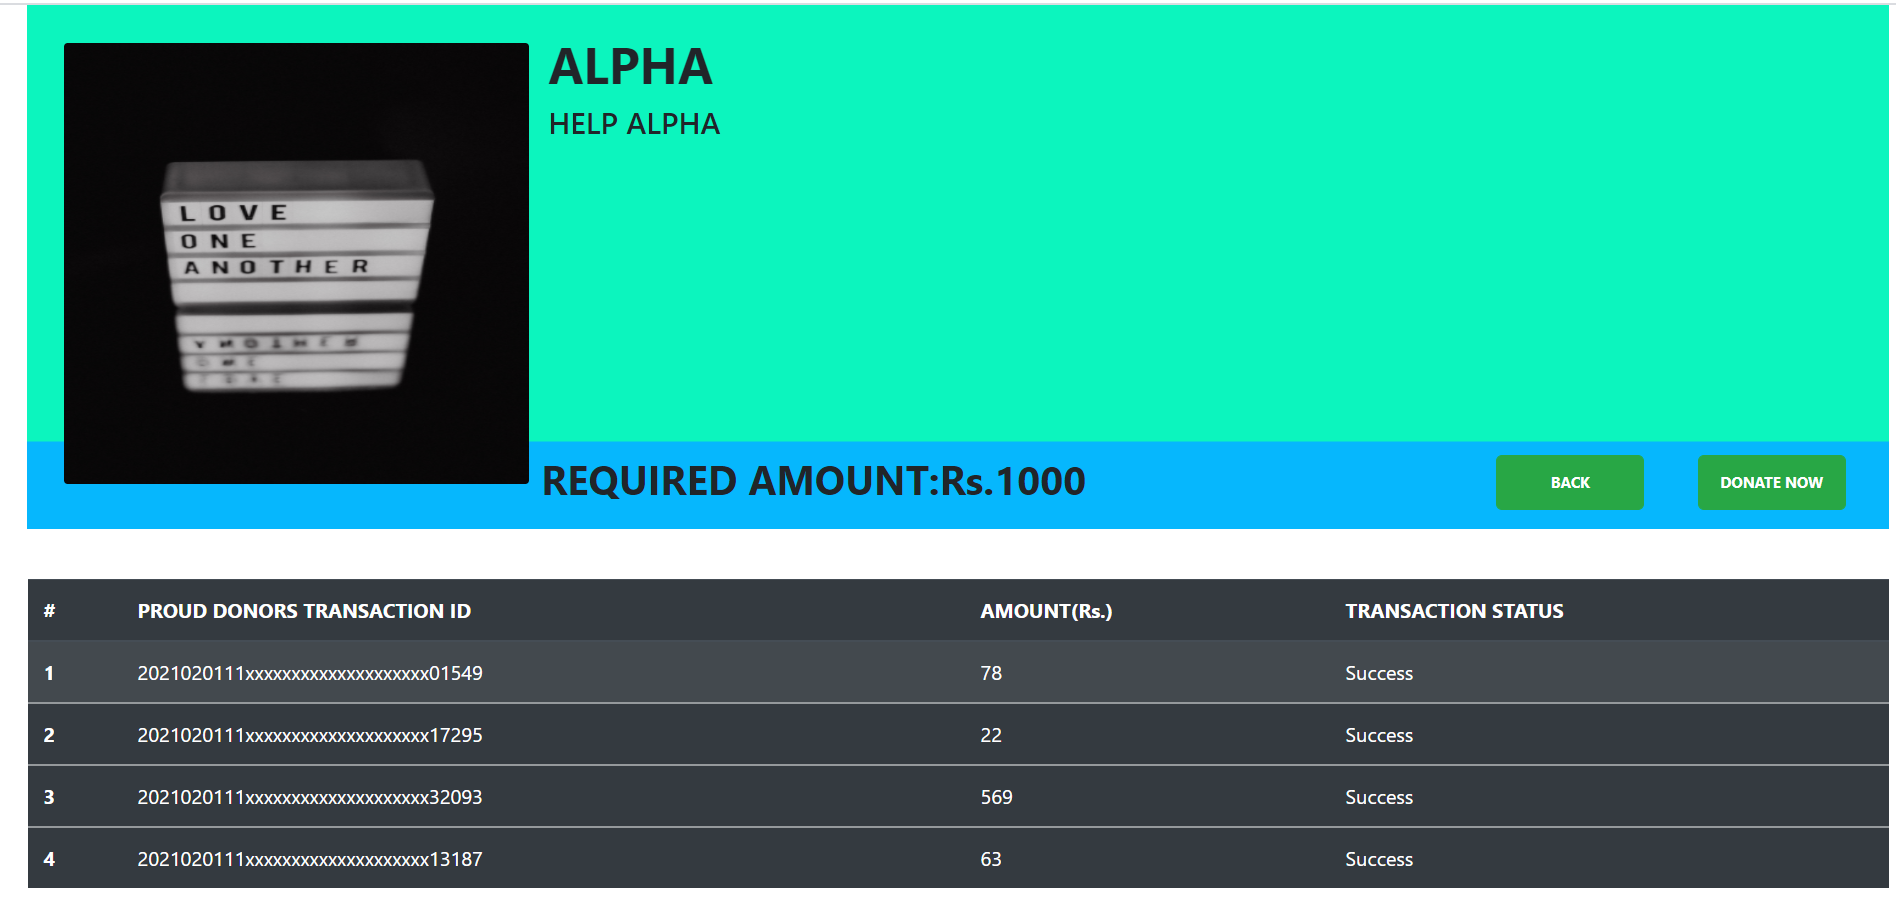 ALPHA
HELP ALPHA
LOVE
ONE
ANOTHER
REQUIRED AMOUNT:Rs.1000
BACK
DONATE NOW
# PROUD DONORS TRANSACTION ID AMOUNT(Rs.) TRANSACTION STATUS
1 2021020111xxxxxxxxxxxxxxxxxxxx01549 78 Success
2 2021020111xxxxxxxxxxxxxxxxxxxx17295 22 Success
3 2021020111xxxxxxxxxxxxxxxxxxxx32093 569 Success
4 2021020111xxxxxxxxxxxxxxxxxxxx13187 63 Success